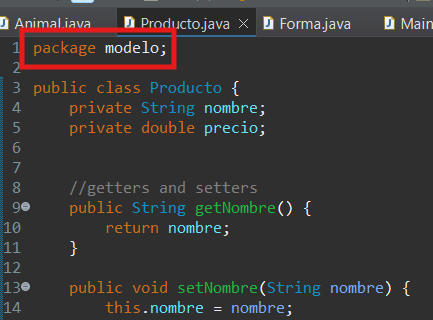 Animal.java Producto.java Forma.java Main
1 package modelo;
2
3 public class Producto {
4 private String nombre;
5 private double precio;
6
7
8 //getters and setters
9 public String getNombre() {
10 return nombre;
11 }
12
13 public void setNombre(String nombre) {
14 this.nombre = nombre;